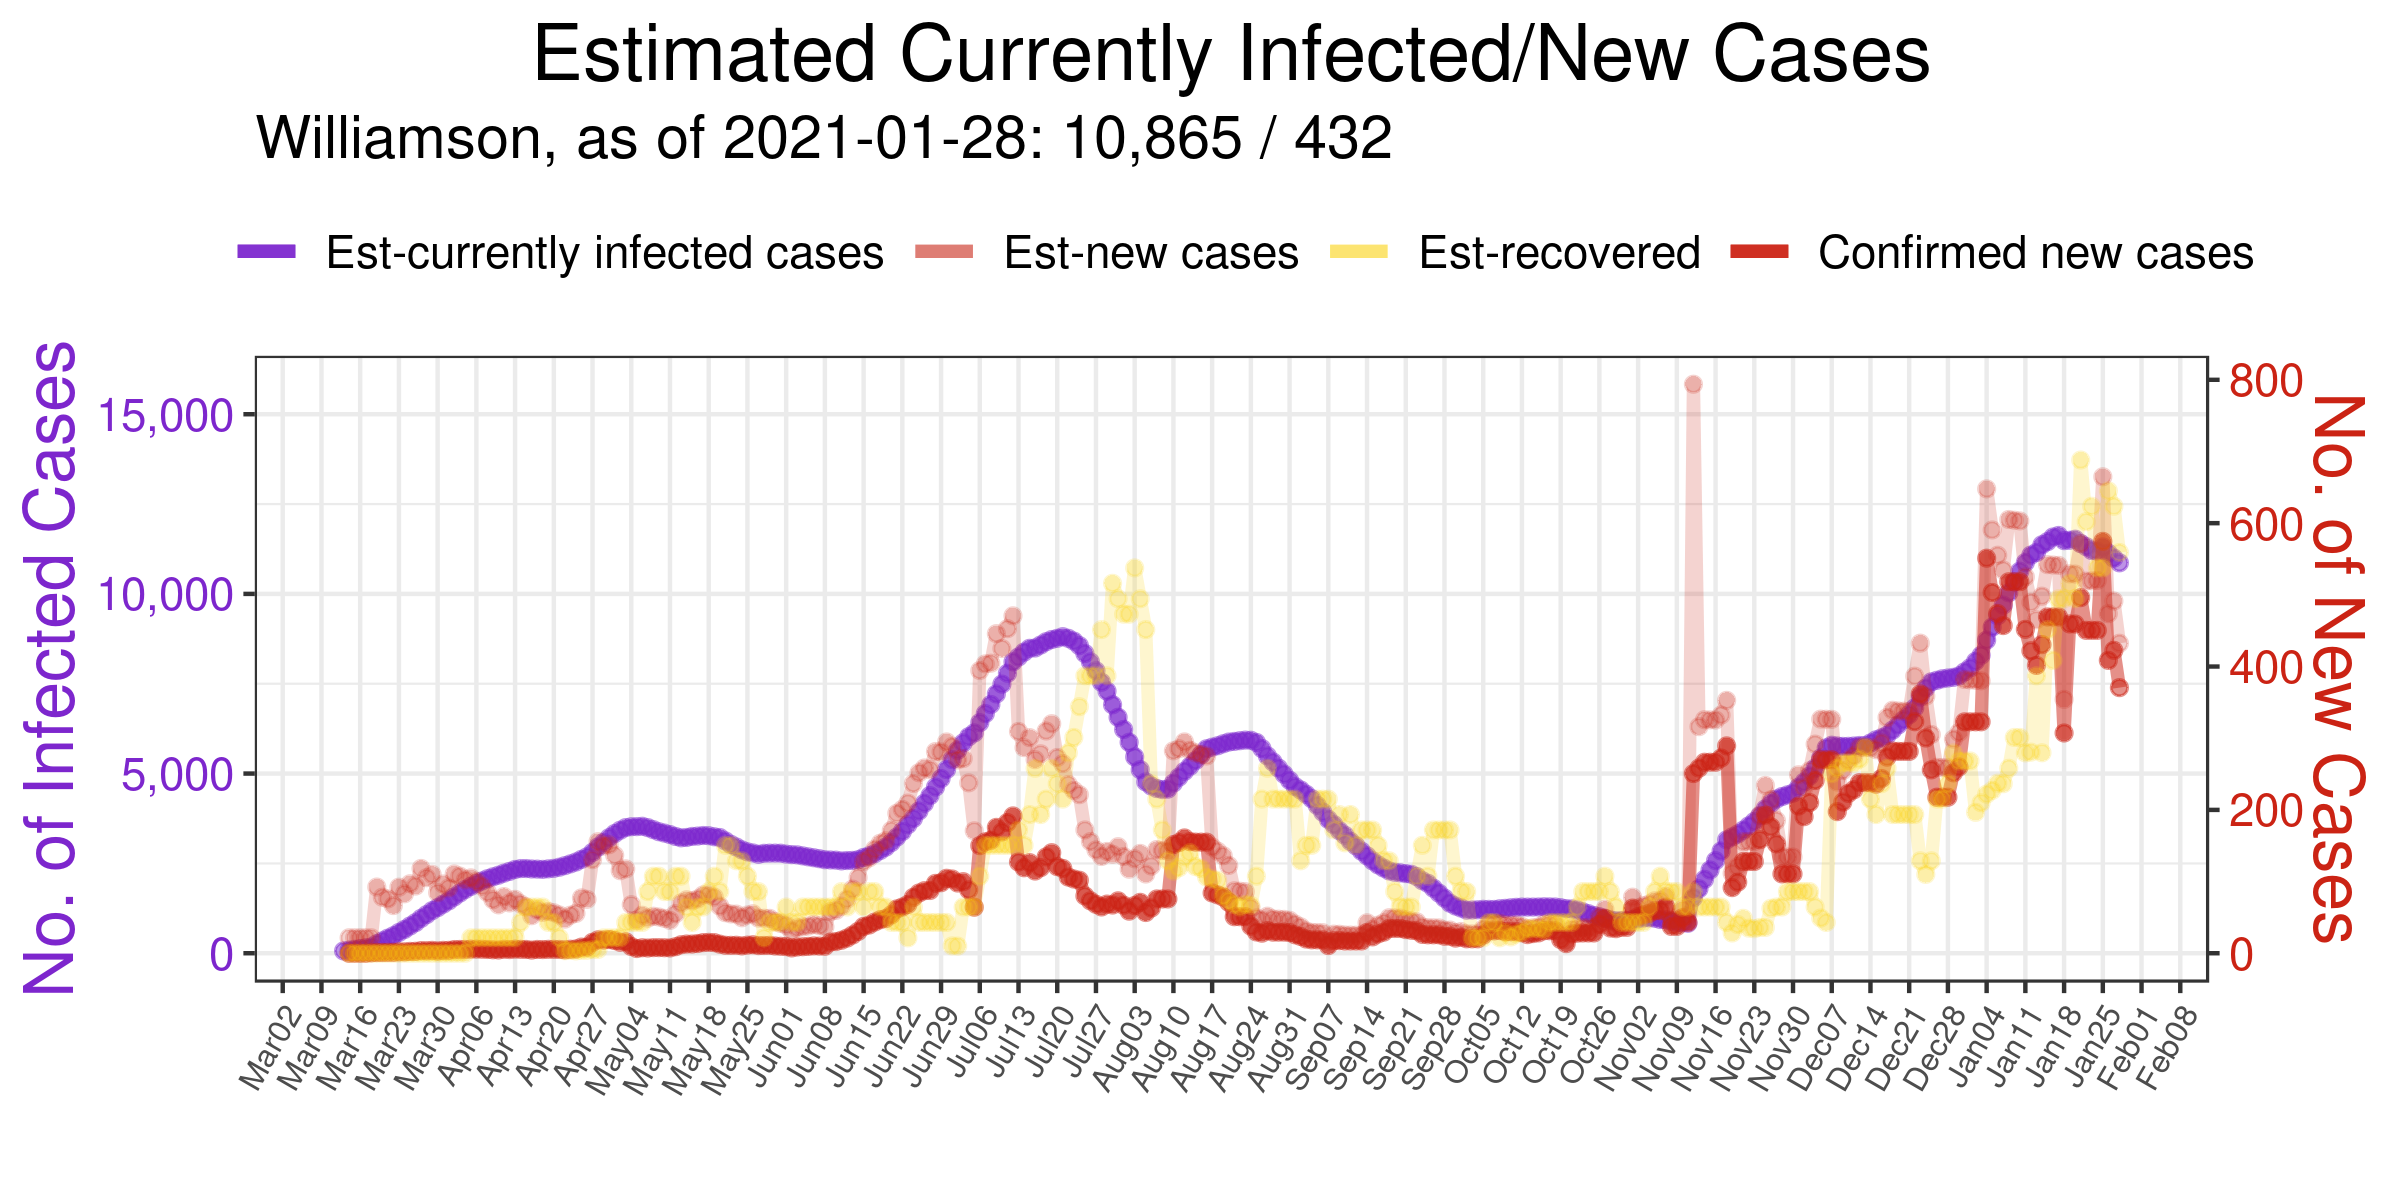 Estimated Currently Infected/New Cases
Williamson, as of 2021-01-28: 10,865 / 432
Est-currently infected cases Est-new cases Est-recovered Confirmed new cases
No. of Infected Cases
15,000
10,000
5,000
0
800
600
400
200
0
No. of New Cases
Mar02 Mar09 Mar16 Mar23 Mar30 Apr06 Apr13 Apr20 Apr27 May04 May11 May18 May25 Jun01 Jun08 Jun15 Jun22 Jun29 Jul06 Jul13 Jul20 Jul27 Aug03 Aug10 Aug17 Aug24 Aug31 Sep07 Sep14 Sep21 Sep28 Oct05 Oct12 Oct19 Oct26 Nov02 Nov09 Nov16 Nov23 Nov30 Dec07 Dec14 Dec21 Dec28 Jan04 Jan11 Jan18 Jan25 Feb01 Feb08